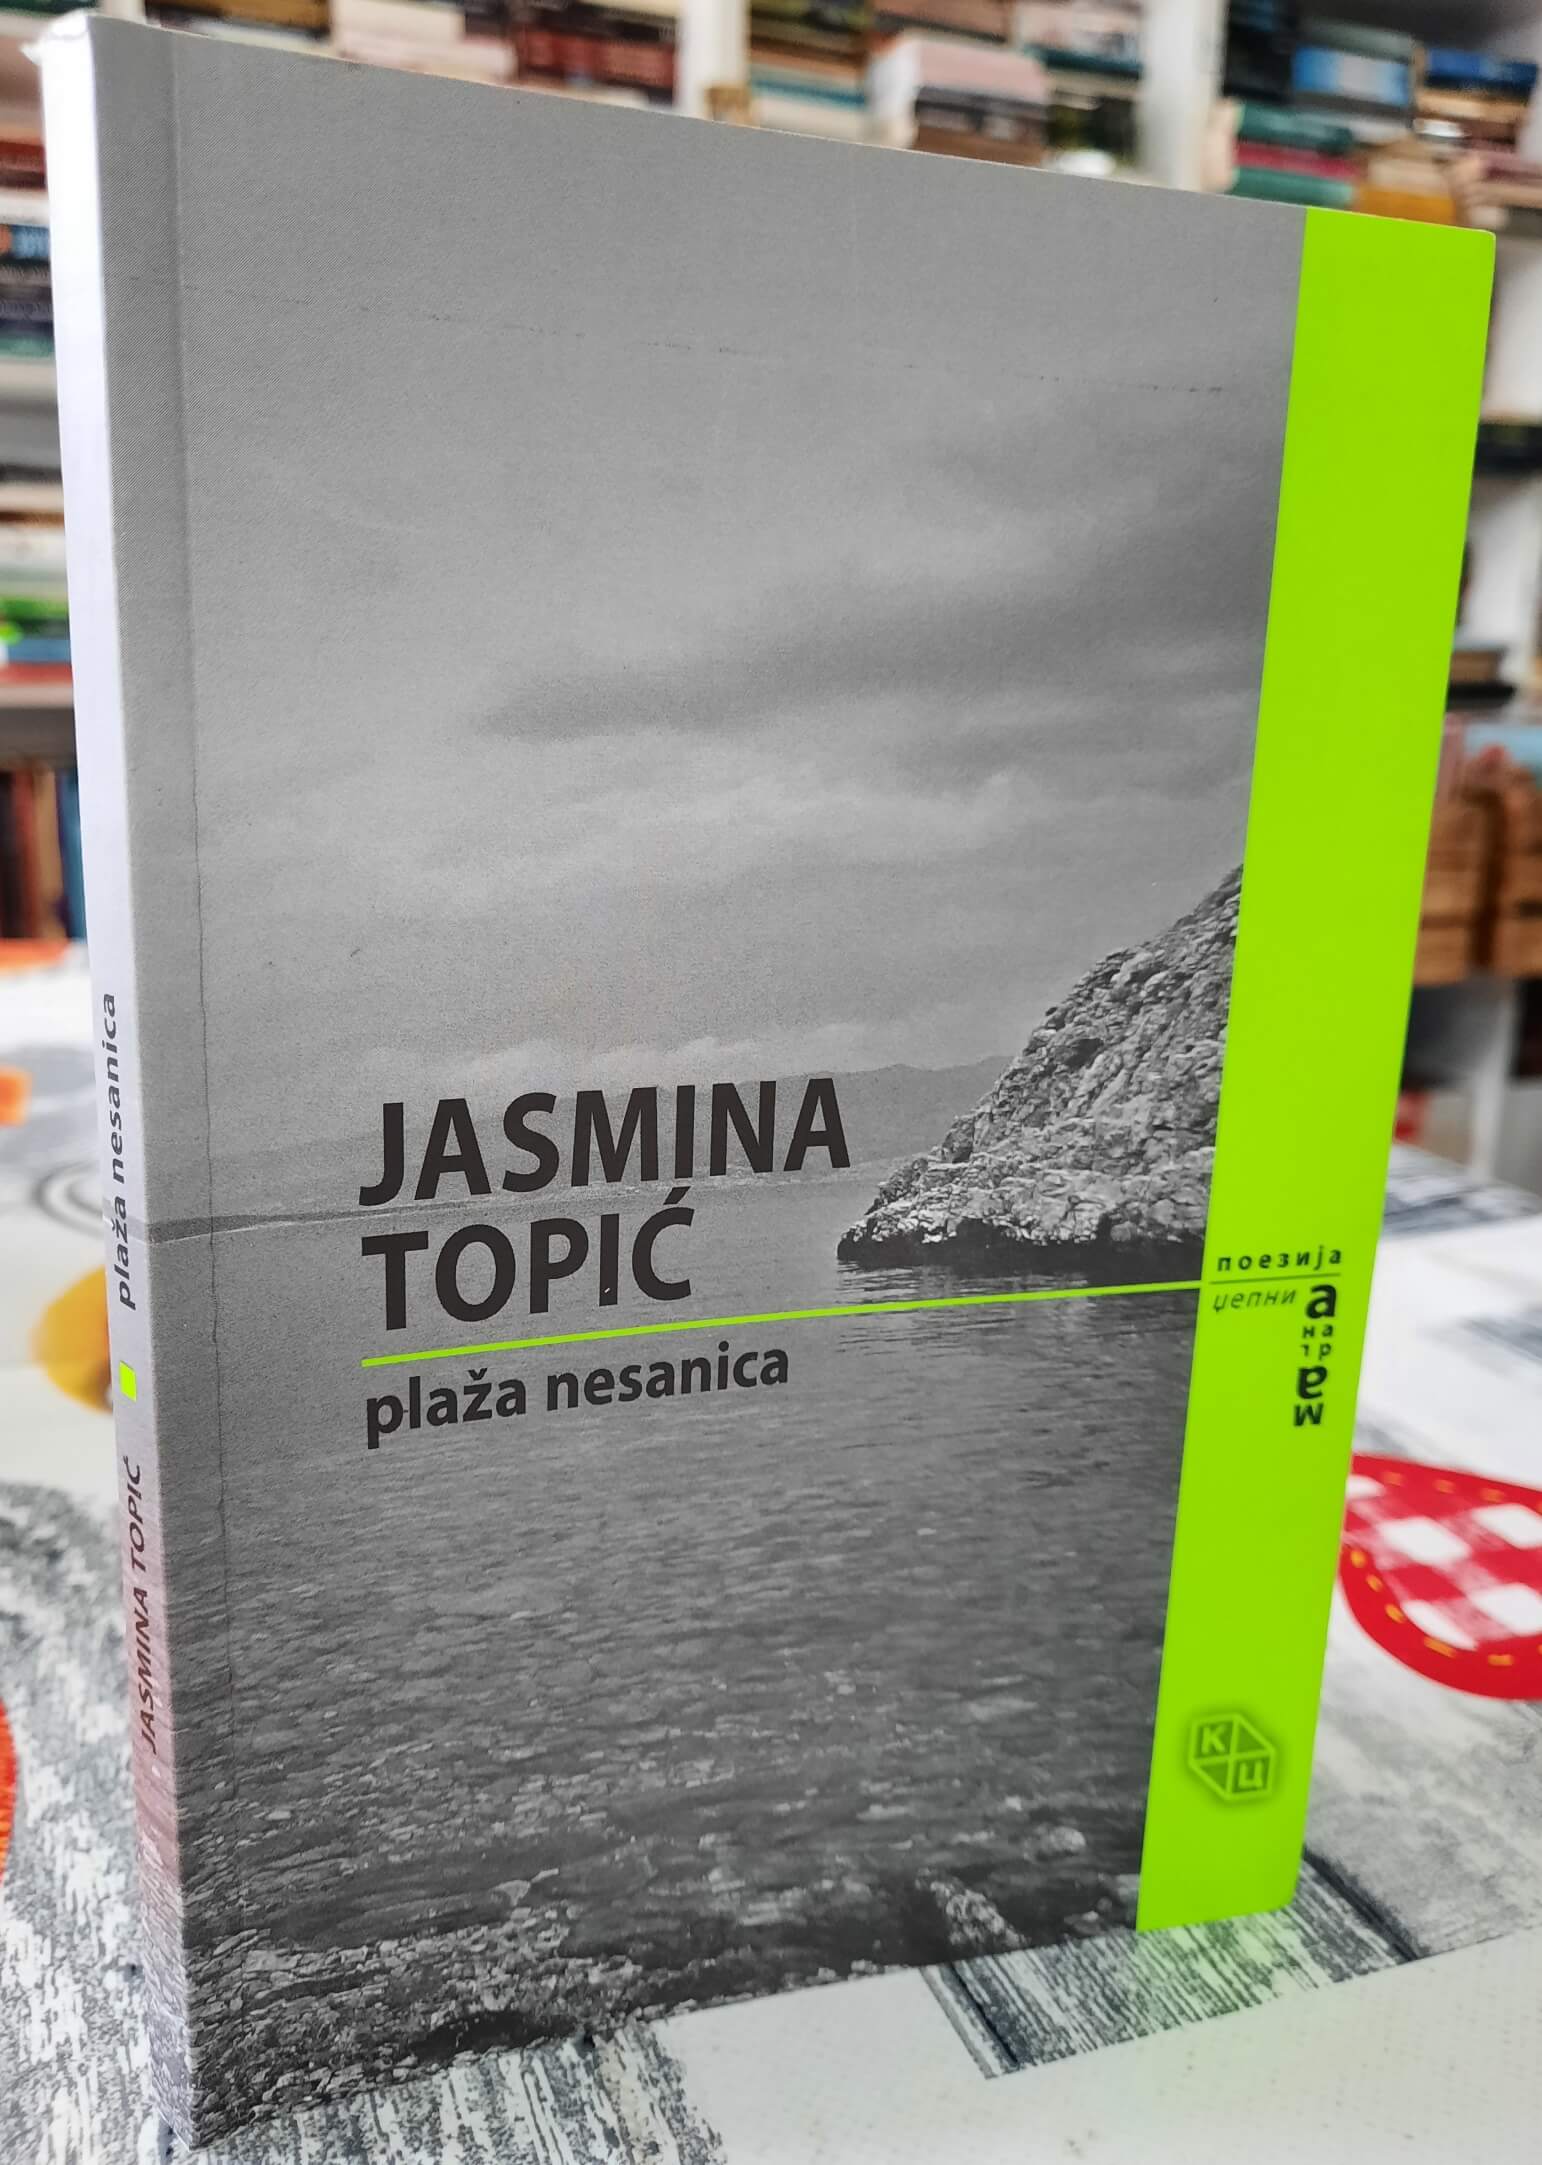 plaža nesanica
JASMINA TOPIĆ
JASMINA
TOPIĆ
plaža nesanica
поезија
џепни
К
Ц